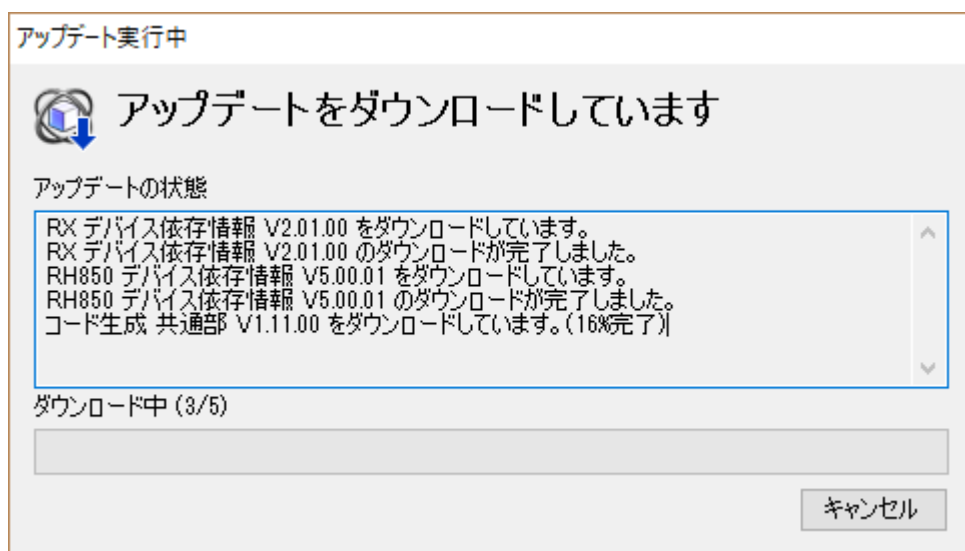 アップデート実行中
アップデートをダウンロードしています
アップデートの状態
RX デバイス依存情報 V2.01.00 をダウンロードしています。
RX デバイス依存情報 V2.01.00 のダウンロードが完了しました。
RH850 デバイス依存情報 V5.00.01 をダウンロードしています。
RH850 デバイス依存情報 V5.00.01 のダウンロードが完了しました。
コード生成 共通部 V1.11.00 をダウンロードしています。(16%完了)
ダウンロード中 (3/5)
キャンセル